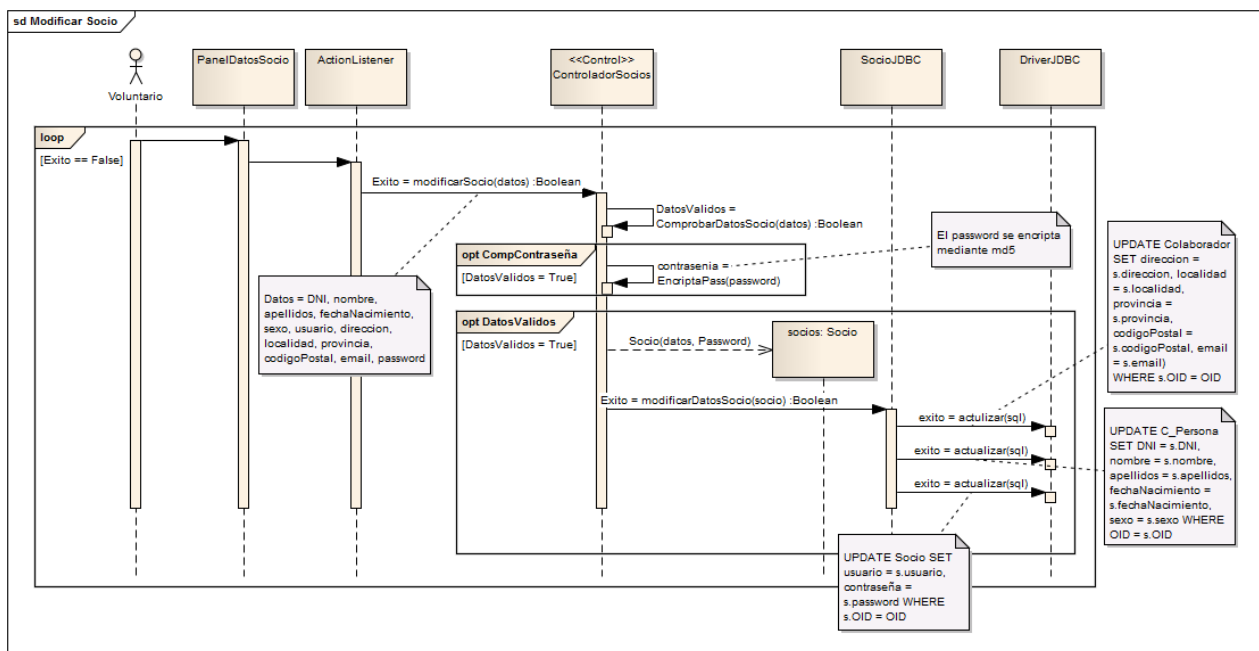 sd Modificar Socio
Voluntario
PanelDatosSocio
ActionListener
<<Control>>
ControladorSocios
SocioJDBC
DriverJDBC
loop
[Exito == False]
Exito = modificarSocio(datos) :Boolean
DatosValidos =
ComprobarDatosSocio(datos) :Boolean
El password se encripta
mediante md5
opt CompContraseña
[DatosValidos = True]
contrasenia =
EncriptaPass(password)
Datos = DNI, nombre,
apellidos, fechaNacimiento,
sexo, usuario, direccion,
localidad, provincia,
codigoPostal, email, password
opt DatosValidos
[DatosValidos = True]
Socio(datos, Password)
socios: Socio
Exito = modificarDatosSocio(socio) :Boolean
exito = actulizar(sql)
exito = actualizar(sql)
exito = actualizar(sql)
UPDATE Colaborador
SET direccion =
s.direccion, localidad
= s.localidad,
provincia =
s.provincia,
codigoPostal =
s.codigoPostal, email
= s.email)
WHERE s.OID = OID
UPDATE C_Persona
SET DNI = s.DNI,
nombre = s.nombre,
apellidos = s.apellidos,
fechaNacimiento =
s.fechaNacimiento,
sexo = s.sexo WHERE
OID = s.OID
UPDATE Socio SET
usuario = s.usuario,
contraseña =
s.password WHERE
s.OID = OID